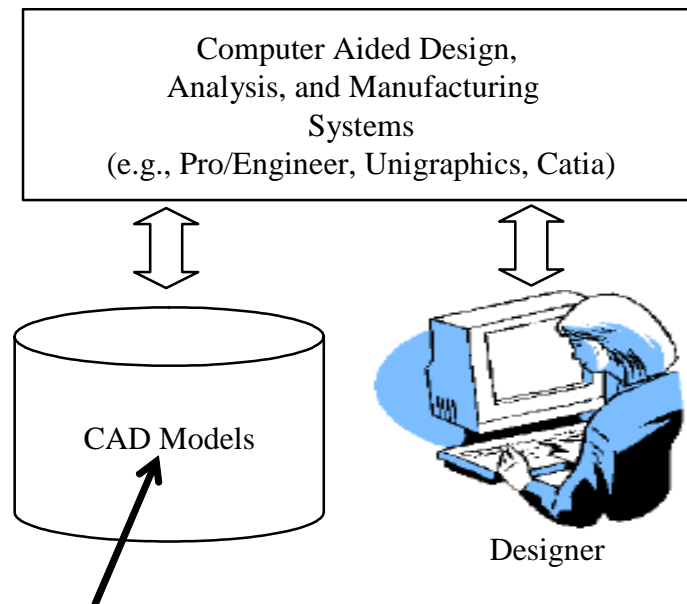 Computer Aided Design,
Analysis, and Manufacturing
Systems
(e.g., Pro/Engineer, Unigraphics, Catia)
CAD Models
Designer